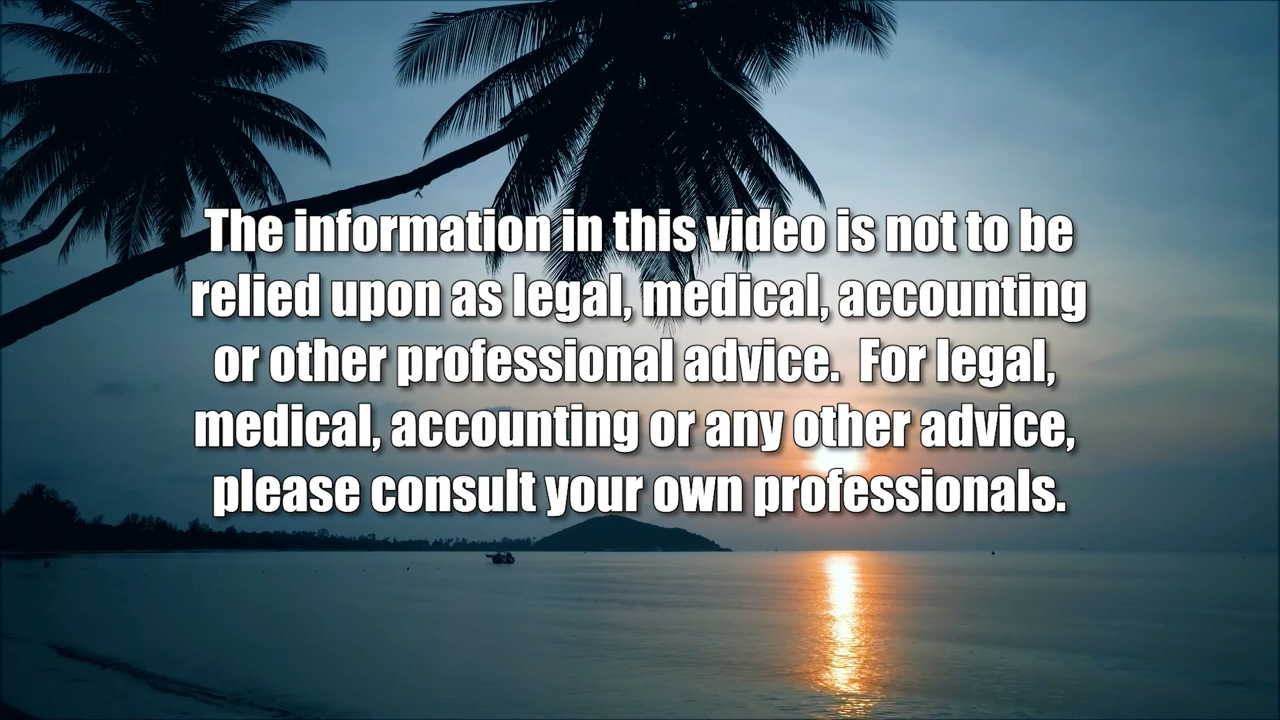 The information in this video is not to be
relied upon as legal, medical, accounting
or other professional advice.  For legal,
medical, accounting or any other advice,
please consult your own professionals.